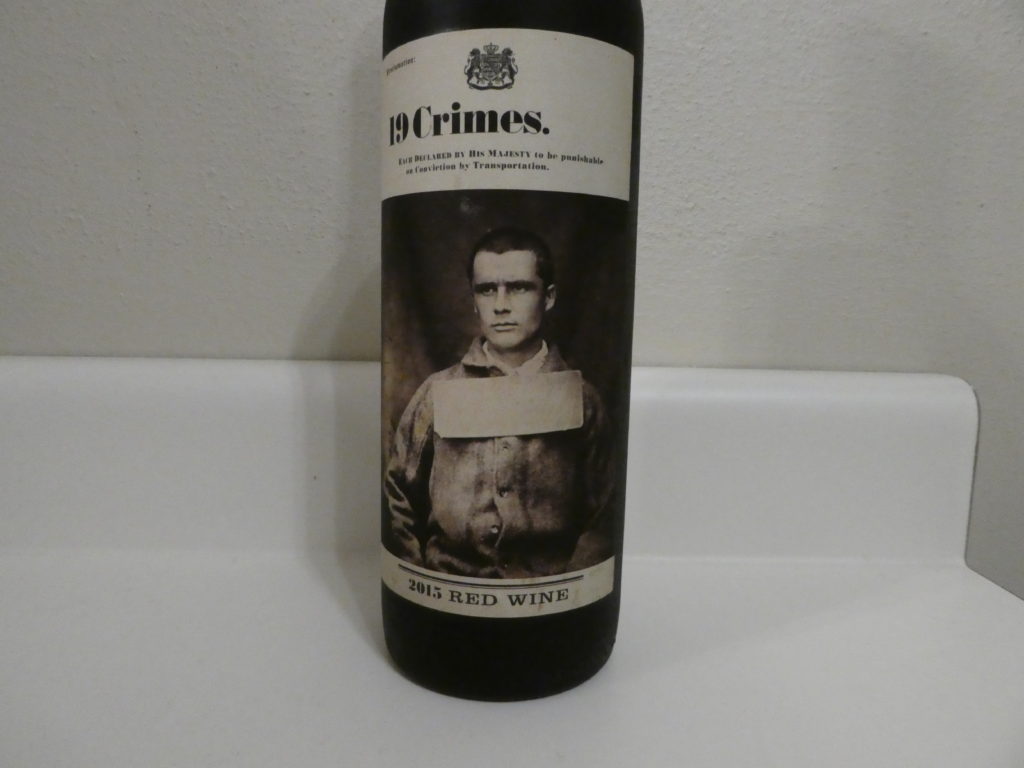 Proclamation:
19 Crimes.
EACH DECLARED BY HIS MAJESTY to be punishable
on Conviction by Transportation.
2015 RED WINE